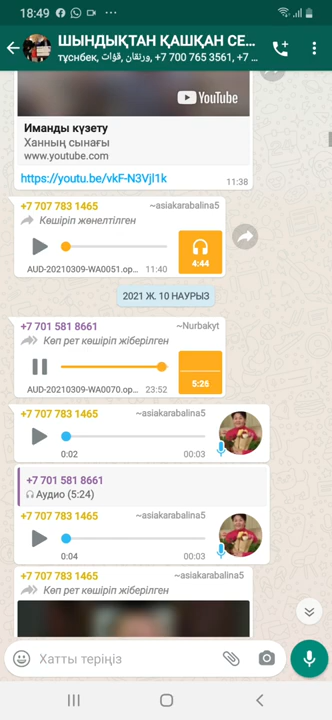 18:49
ШЫНДЫҚТАН ҚАШҚАН СЕ...
тұснбек, ورتقان, قۋات, +7 700 765 3561, +7 ...
YouTube
Иманды күзету
Ханның сынағы
www.youtube.com
https://youtu.be/vkF-N3Vjl1k
11:38
+7 707 783 1465 ~asiakarabalina5
Көшіріп жөнелтілген
4:44
AUD-20210309-WA0051.op... 11:40
2021 Ж. 10 НАУРЫЗ
+7 701 581 8661 ~Nurbakyt
Көп рет көшіріп жіберілген
5:26
AUD-20210309-WA0070.op... 23:52
+7 707 783 1465 ~asiakarabalina5
0:02 00:03
+7 701 581 8661
Аудио (5:24)
+7 707 783 1465 ~asiakarabalina5
0:04 00:03
+7 707 783 1465 ~asiakarabalina5
Көп рет көшіріп жіберілген
Хатты теріңіз